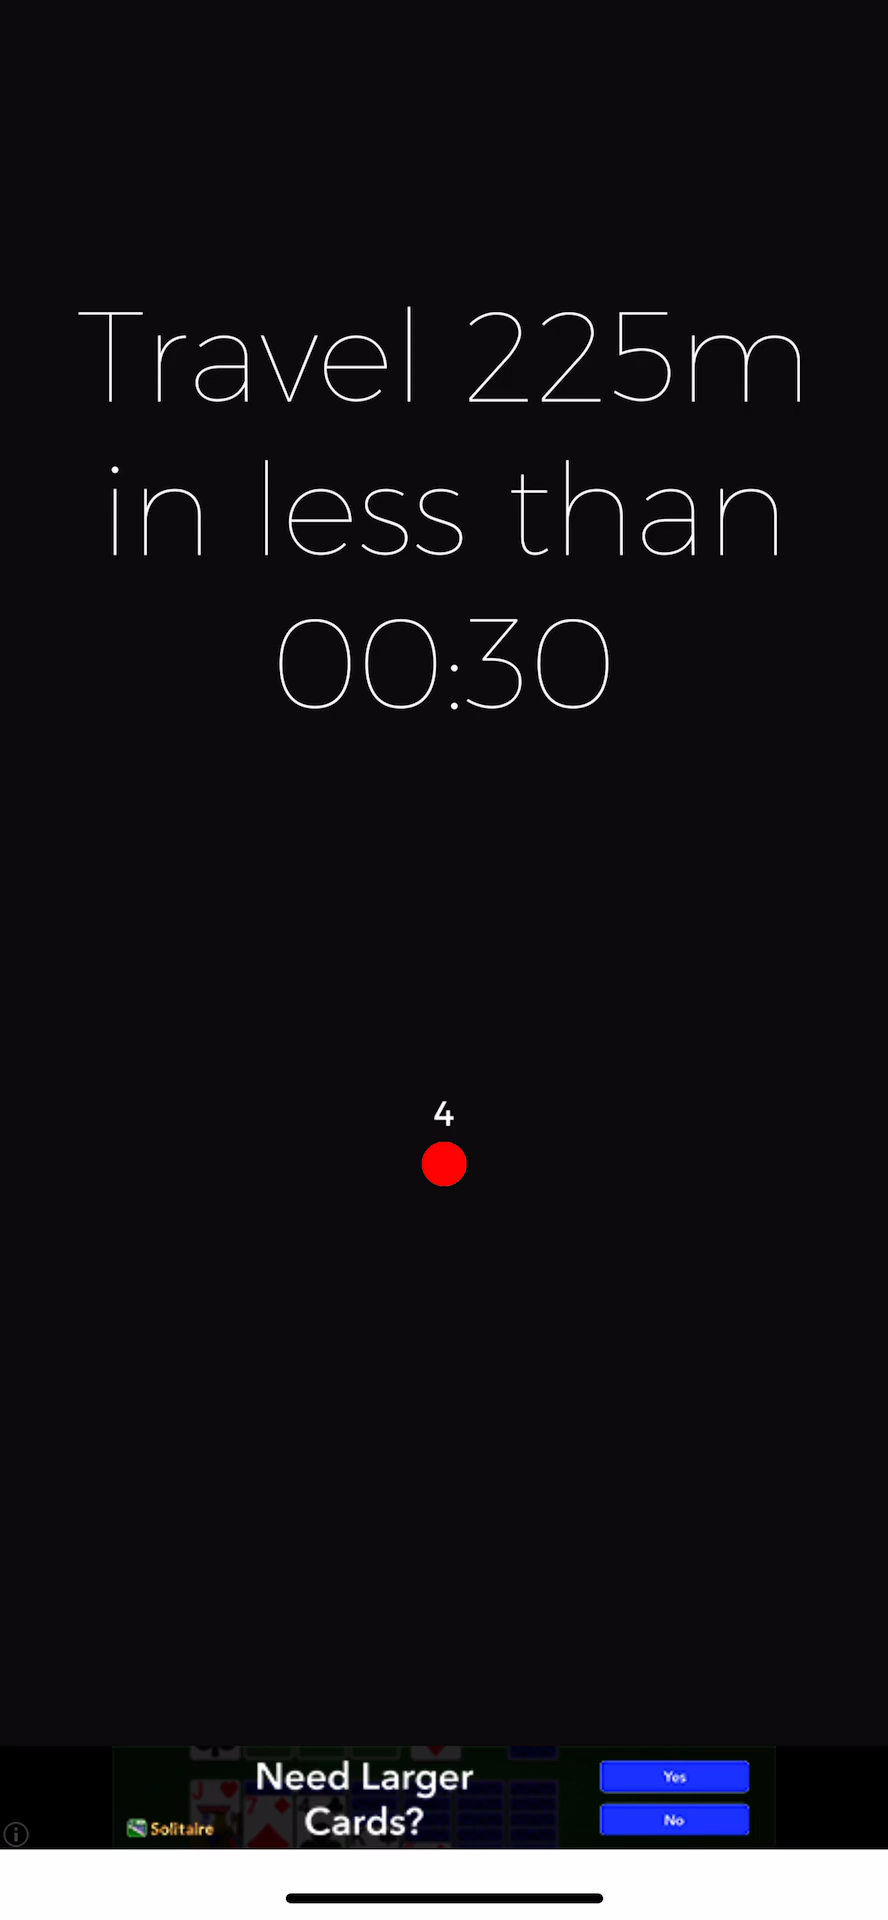 Travel 225m
in less than
00:30
4
Need Larger
Cards?
Yes
No
Solitaire